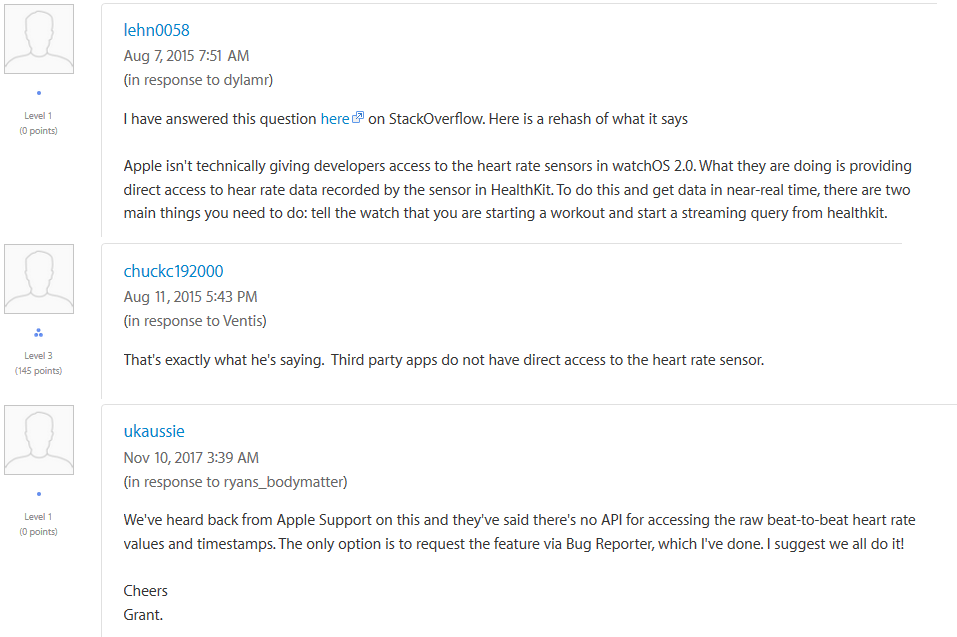 lehn0058
Aug 7, 2015 7:51 AM
(in response to dylamr)
Level 1
(0 points)
I have answered this question here on StackOverflow. Here is a rehash of what it says
Apple isn't technically giving developers access to the heart rate sensors in watchOS 2.0. What they are doing is providing
direct access to hear rate data recorded by the sensor in HealthKit. To do this and get data in near-real time, there are two
main things you need to do: tell the watch that you are starting a workout and start a streaming query from healthkit.
chuckc192000
Aug 11, 2015 5:43 PM
(in response to Ventis)
Level 3
(145 points)
That's exactly what he's saying.  Third party apps do not have direct access to the heart rate sensor.
ukaussie
Nov 10, 2017 3:39 AM
(in response to ryans_bodymatter)
Level 1
(0 points)
We've heard back from Apple Support on this and they've said there's no API for accessing the raw beat-to-beat heart rate
values and timestamps. The only option is to request the feature via Bug Reporter, which I've done. I suggest we all do it!
Cheers
Grant.